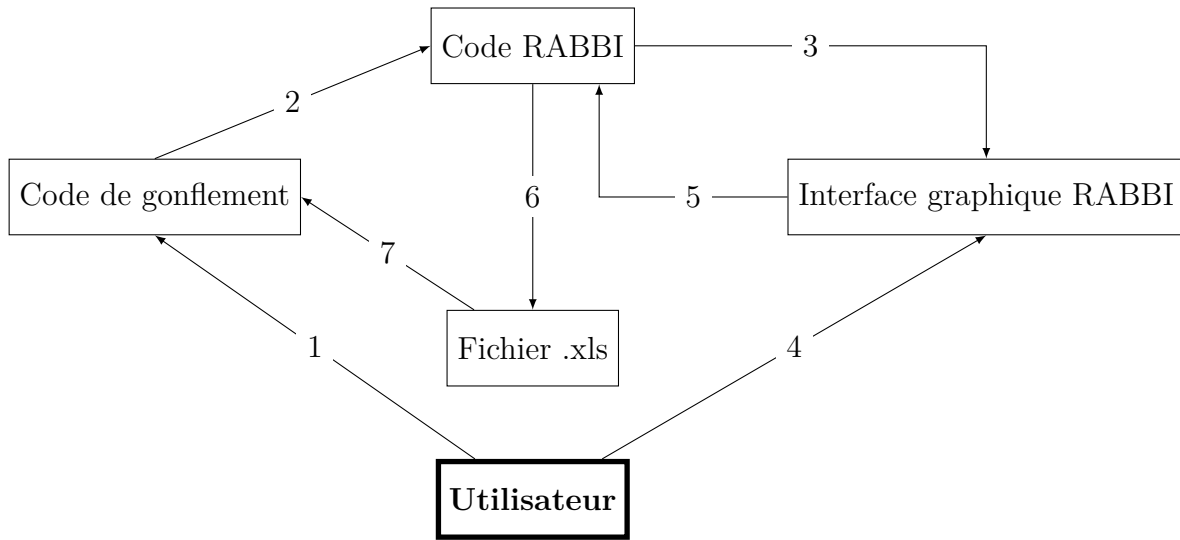 Code RABBI
3
2
Code de gonflement
6
5
Interface graphique RABBI
7
1
Fichier .xls
4
Utilisateur